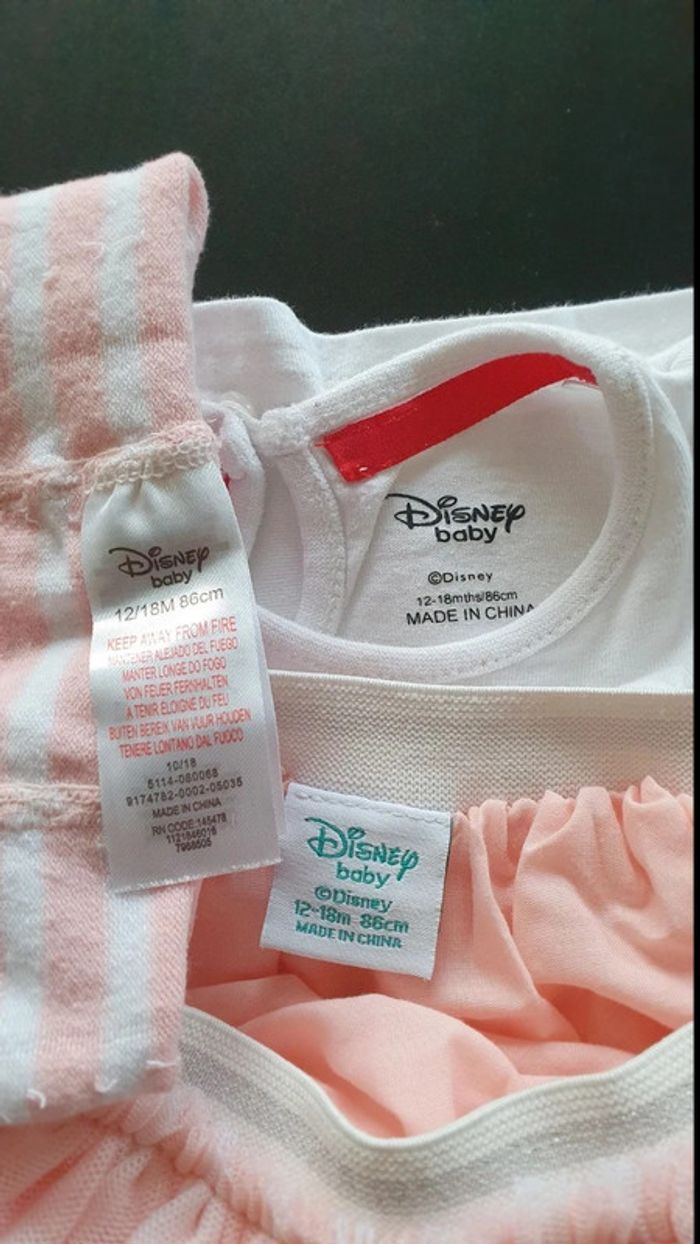 Disney
baby
©Disney
12-18mths/86cm
MADE IN CHINA
Disney
baby
12/18M 86cm
KEEP AWAY FROM FIRE
MANTENER ALEJADO DEL FUEGO
MANTER LONGE DO FOGO
VON FEUER FERNHALTEN
A TENIR ELOIGNÉ DU FEU
BUITEN BEREIK VAN VUUR HOUDEN
TENERE LONTANO DAL FUOCO
10/18
5114-080068
9174782-0002-05035
MADE IN CHINA
RN CODE:145478
1121846016
7968505
Disney
baby
©Disney
12-18m 86cm
MADE IN CHINA